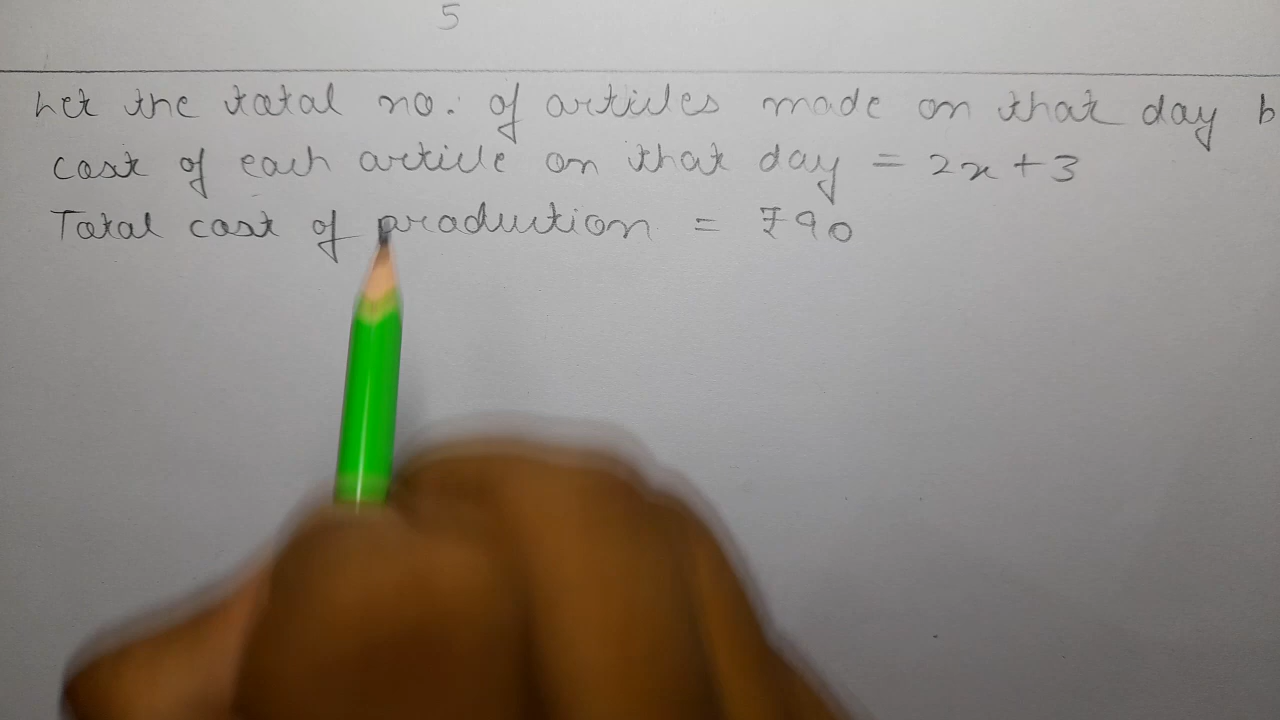 5
Let the total no. of articles made on that day b
cost of each article on that day = 2x + 3
Total cost of production = ₹90